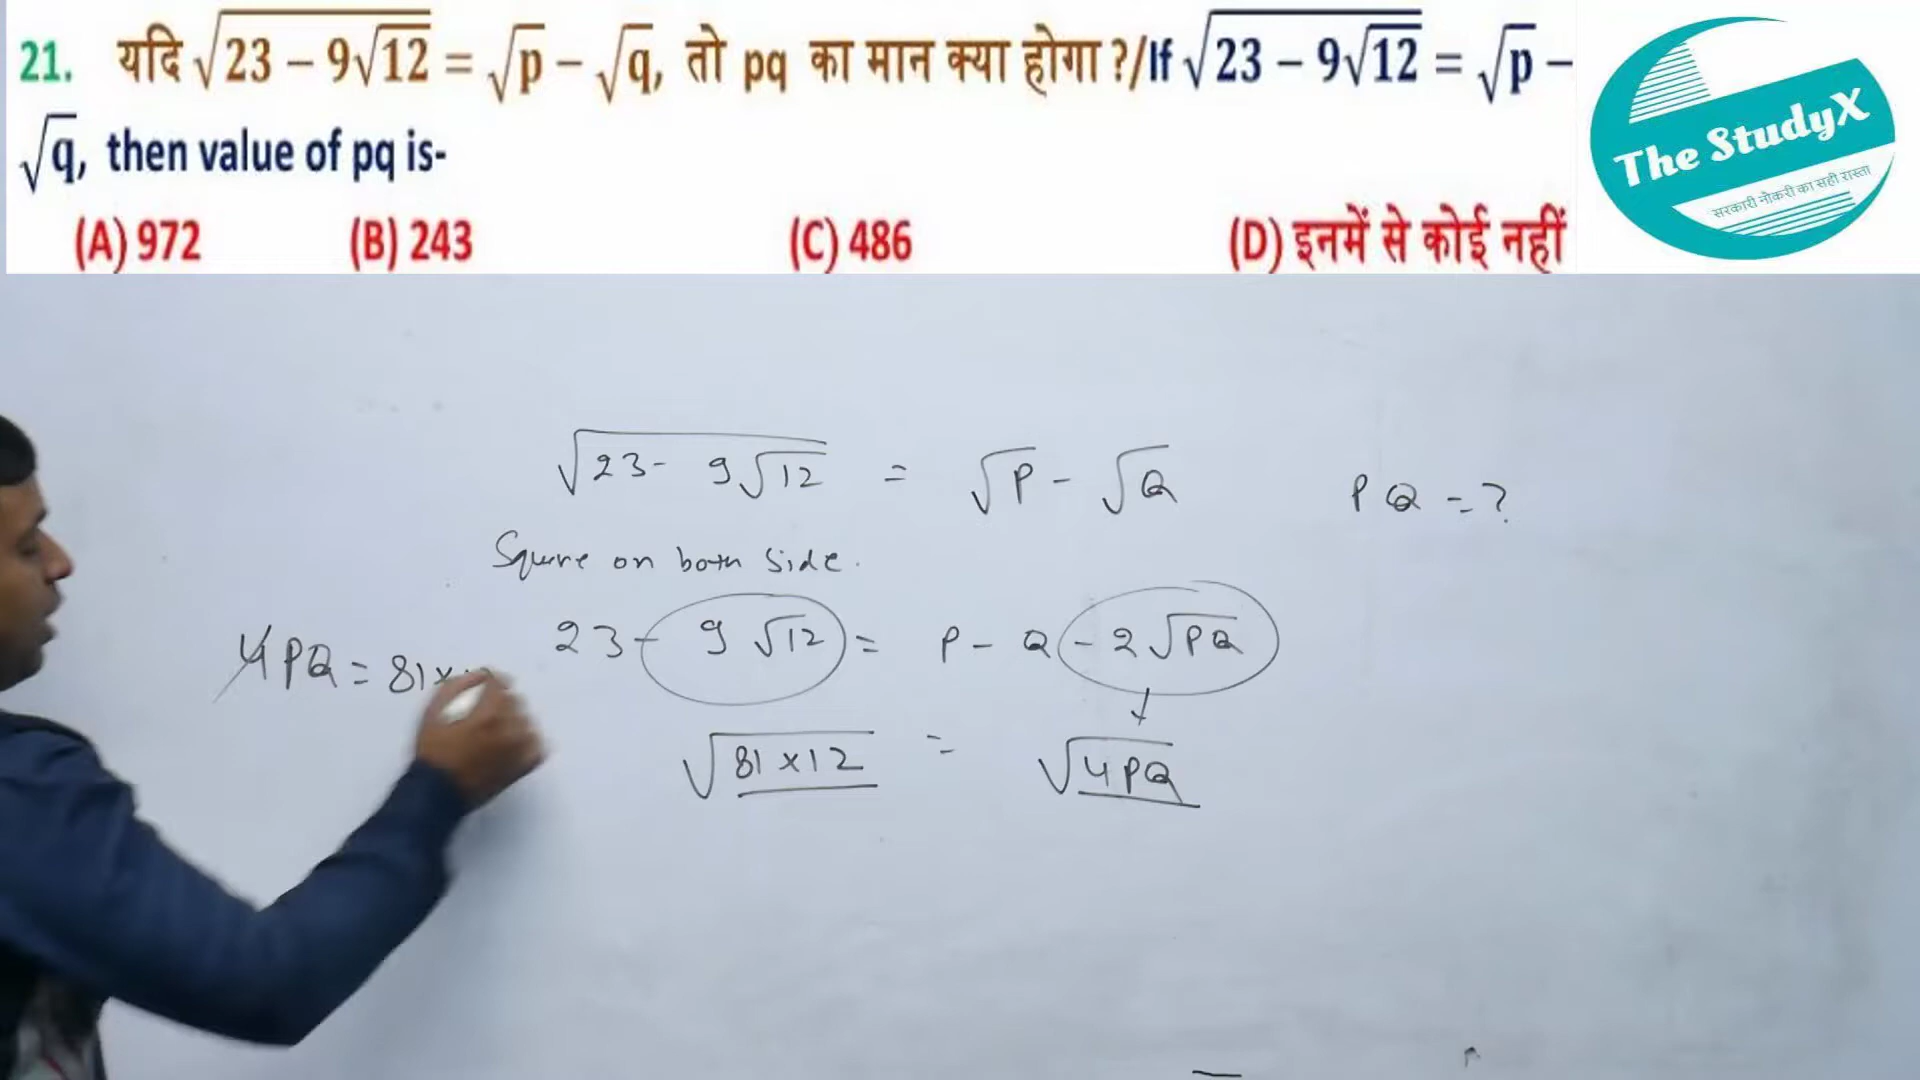 21. यदि √(23 − 9√12) = √p − √q, तो pq का मान क्या होगा ?/If √(23 − 9√12) = √p −
√q, then value of pq is-
(A) 972 (B) 243 (C) 486 (D) इनमें से कोई नहीं
The StudyX
सरकारी नौकरी का सही रास्ता
√(23 - 9√12) = √P - √Q PQ = ?
Square on both side.
23 - 9√12 = P - Q - 2√PQ
4PQ = 81×
√(81×12) = √(4PQ)